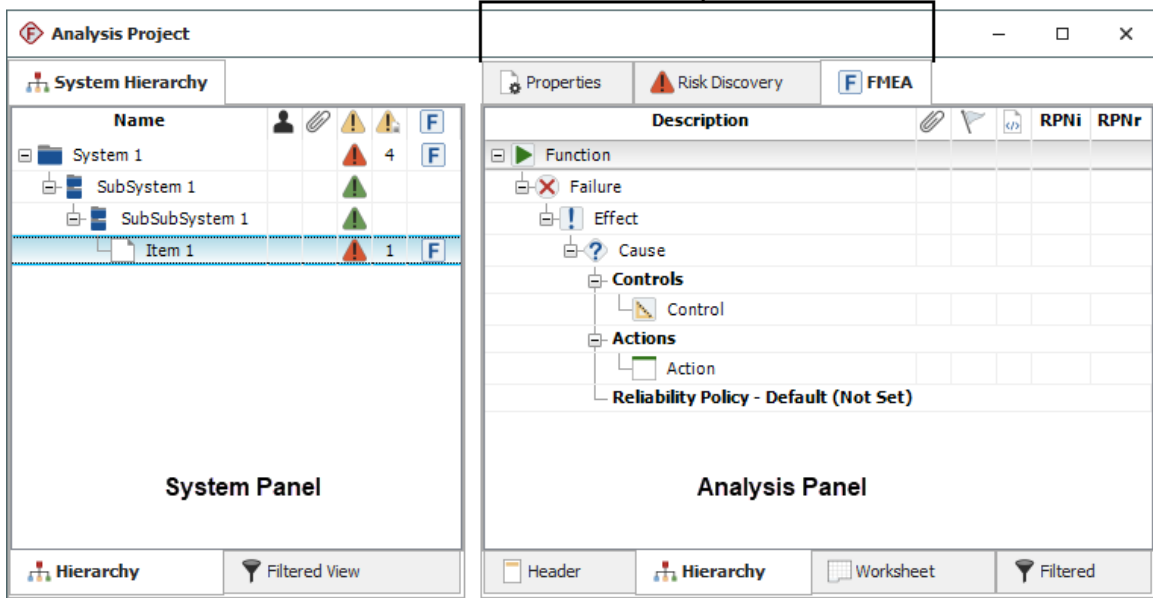 Analysis Project
System Hierarchy
Properties Risk Discovery F FMEA
Name F
Description RPNi RPNr
System 1 4 F
Function
SubSystem 1
Failure
SubSubSystem 1
Effect
Item 1 1 F
Cause
Controls
Control
Actions
Action
Reliability Policy - Default (Not Set)
System Panel
Analysis Panel
Hierarchy Filtered View
Header Hierarchy Worksheet Filtered